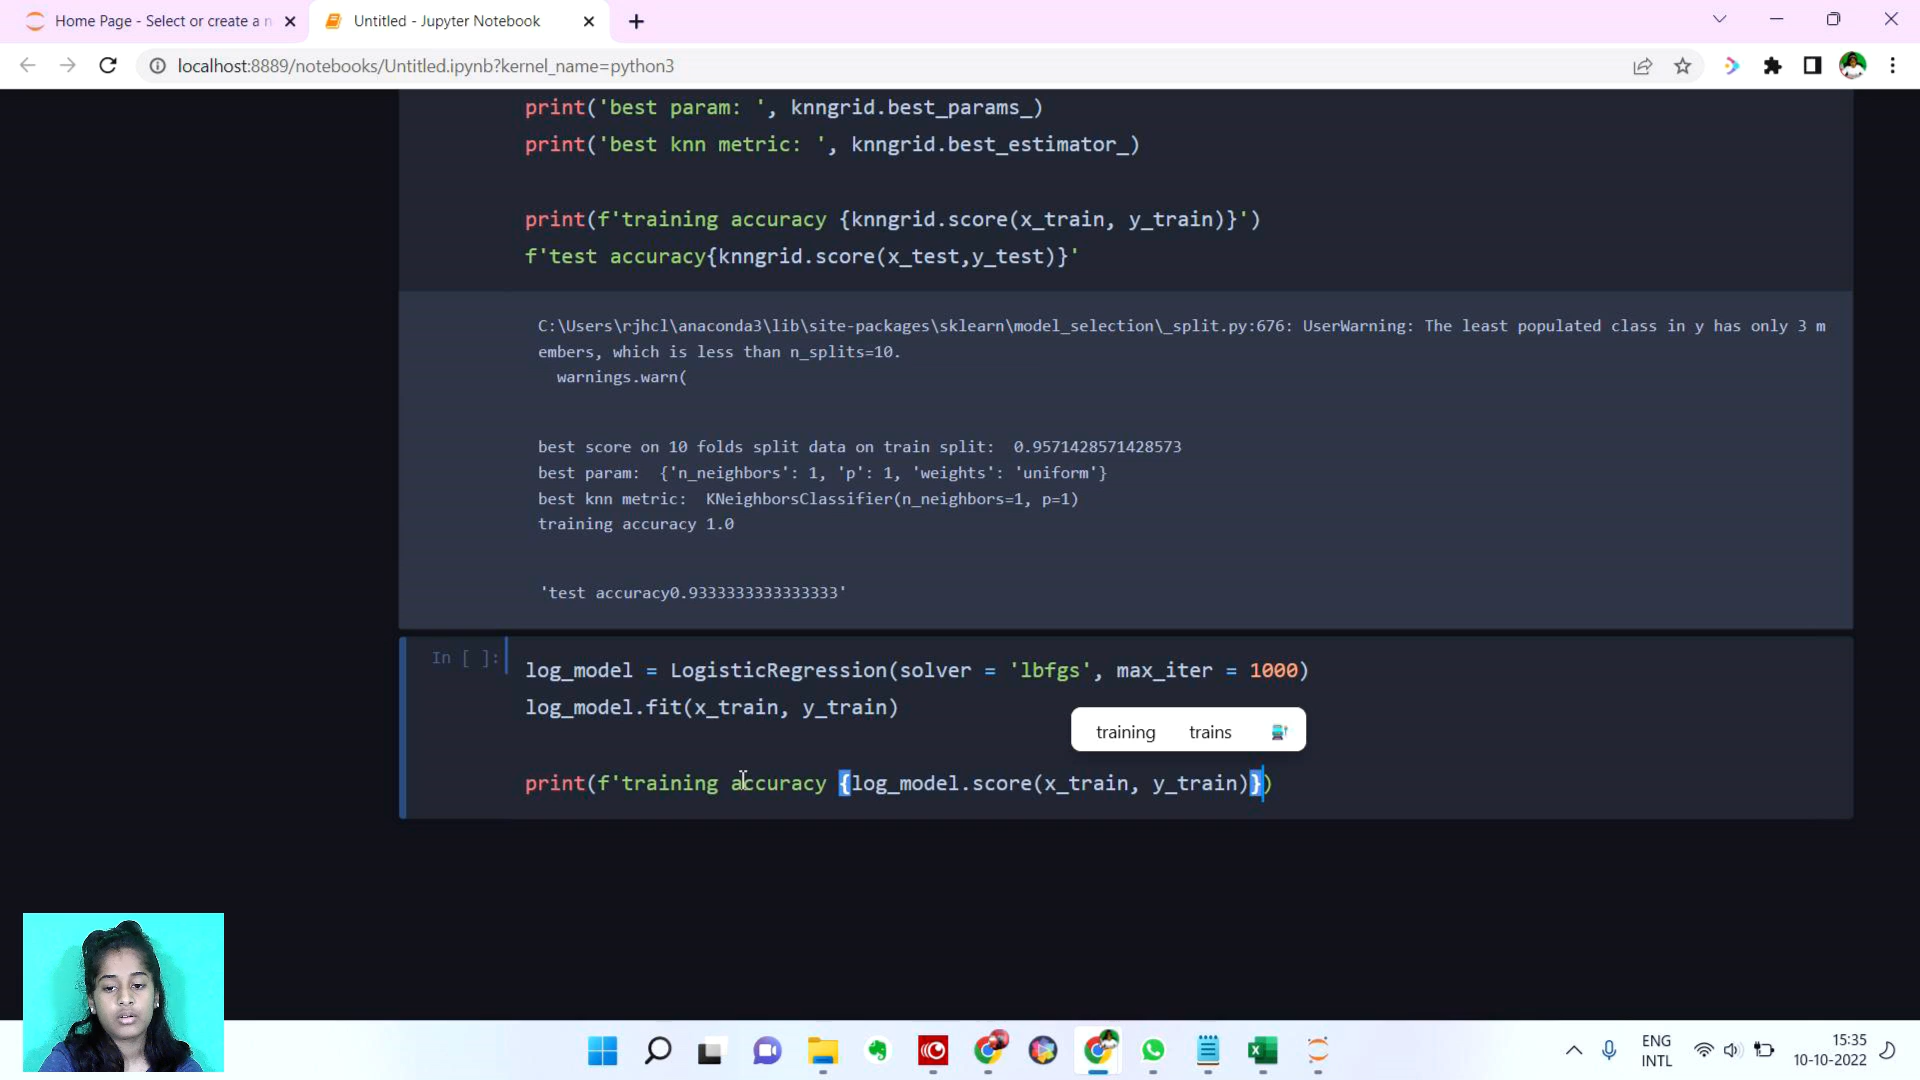 Home Page - Select or create a n
Untitled - Jupyter Notebook
localhost:8889/notebooks/Untitled.ipynb?kernel_name=python3
print('best param: ', knngrid.best_params_)
print('best knn metric: ', knngrid.best_estimator_)
print(f'training accuracy {knngrid.score(x_train, y_train)}')
f'test accuracy{knngrid.score(x_test,y_test)}'
C:\Users\rjhcl\anaconda3\lib\site-packages\sklearn\model_selection\_split.py:676: UserWarning: The least populated class in y has only 3 m
embers, which is less than n_splits=10.
warnings.warn(
best score on 10 folds split data on train split:  0.9571428571428573
best param:  {'n_neighbors': 1, 'p': 1, 'weights': 'uniform'}
best knn metric:  KNeighborsClassifier(n_neighbors=1, p=1)
training accuracy 1.0
'test accuracy0.9333333333333333'
In [ ]:
log_model = LogisticRegression(solver = 'lbfgs', max_iter = 1000)
log_model.fit(x_train, y_train)
training trains
print(f'training accuracy {log_model.score(x_train, y_train)})
ENG
INTL
15:35
10-10-2022